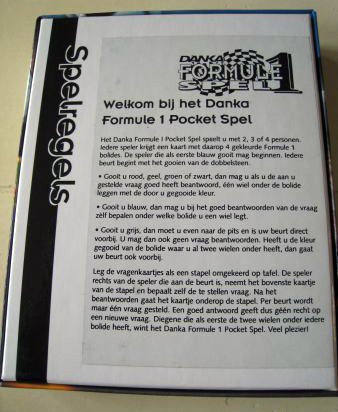 Spelregels
DANKA
FORMULE 1
SPEL
Welkom bij het Danka
Formule 1 Pocket Spel
Het Danka Formule I Pocket Spel speelt u met 2, 3 of 4 personen.
Iedere speler krijgt een kaart met daarop 4 gekleurde Formule 1
bolides. De speler die als eerste blauw gooit mag beginnen. Iedere
beurt begint met het gooien van de dobbelsteen.
• Gooit u rood, geel, groen of zwart, dan mag u als u de aan u
gestelde vraag goed heeft beantwoord, één wiel onder de bolide
leggen met de door u gegooide kleur.
• Gooit u blauw, dan mag u bij het goed beantwoorden van de vraag
zèlf bepalen onder welke bolide u een wiel legt.
• Gooit u grijs, dan moet u even naar de pits en is uw beurt direct
voorbij. U mag dan ook geen vraag beantwoorden. Heeft u de kleur
gegooid van de bolide waar u al twee wielen onder heeft, dan gaat
uw beurt ook voorbij.
Leg de vragenkaartjes als een stapel omgekeerd op tafel. De speler
rechts van de speler die aan de beurt is, neemt het bovenste kaartje
van de stapel en bepaalt zelf de te stellen vraag. Na het
beantwoorden gaat het kaartje onderop de stapel. Per beurt wordt
maar één vraag gesteld. Een goed antwoord geeft dus géén recht op
een nieuwe vraag. Diegene die als eerste de twee wielen onder iedere
bolide heeft, wint het Danka Formule 1 Pocket Spel. Veel plezier!